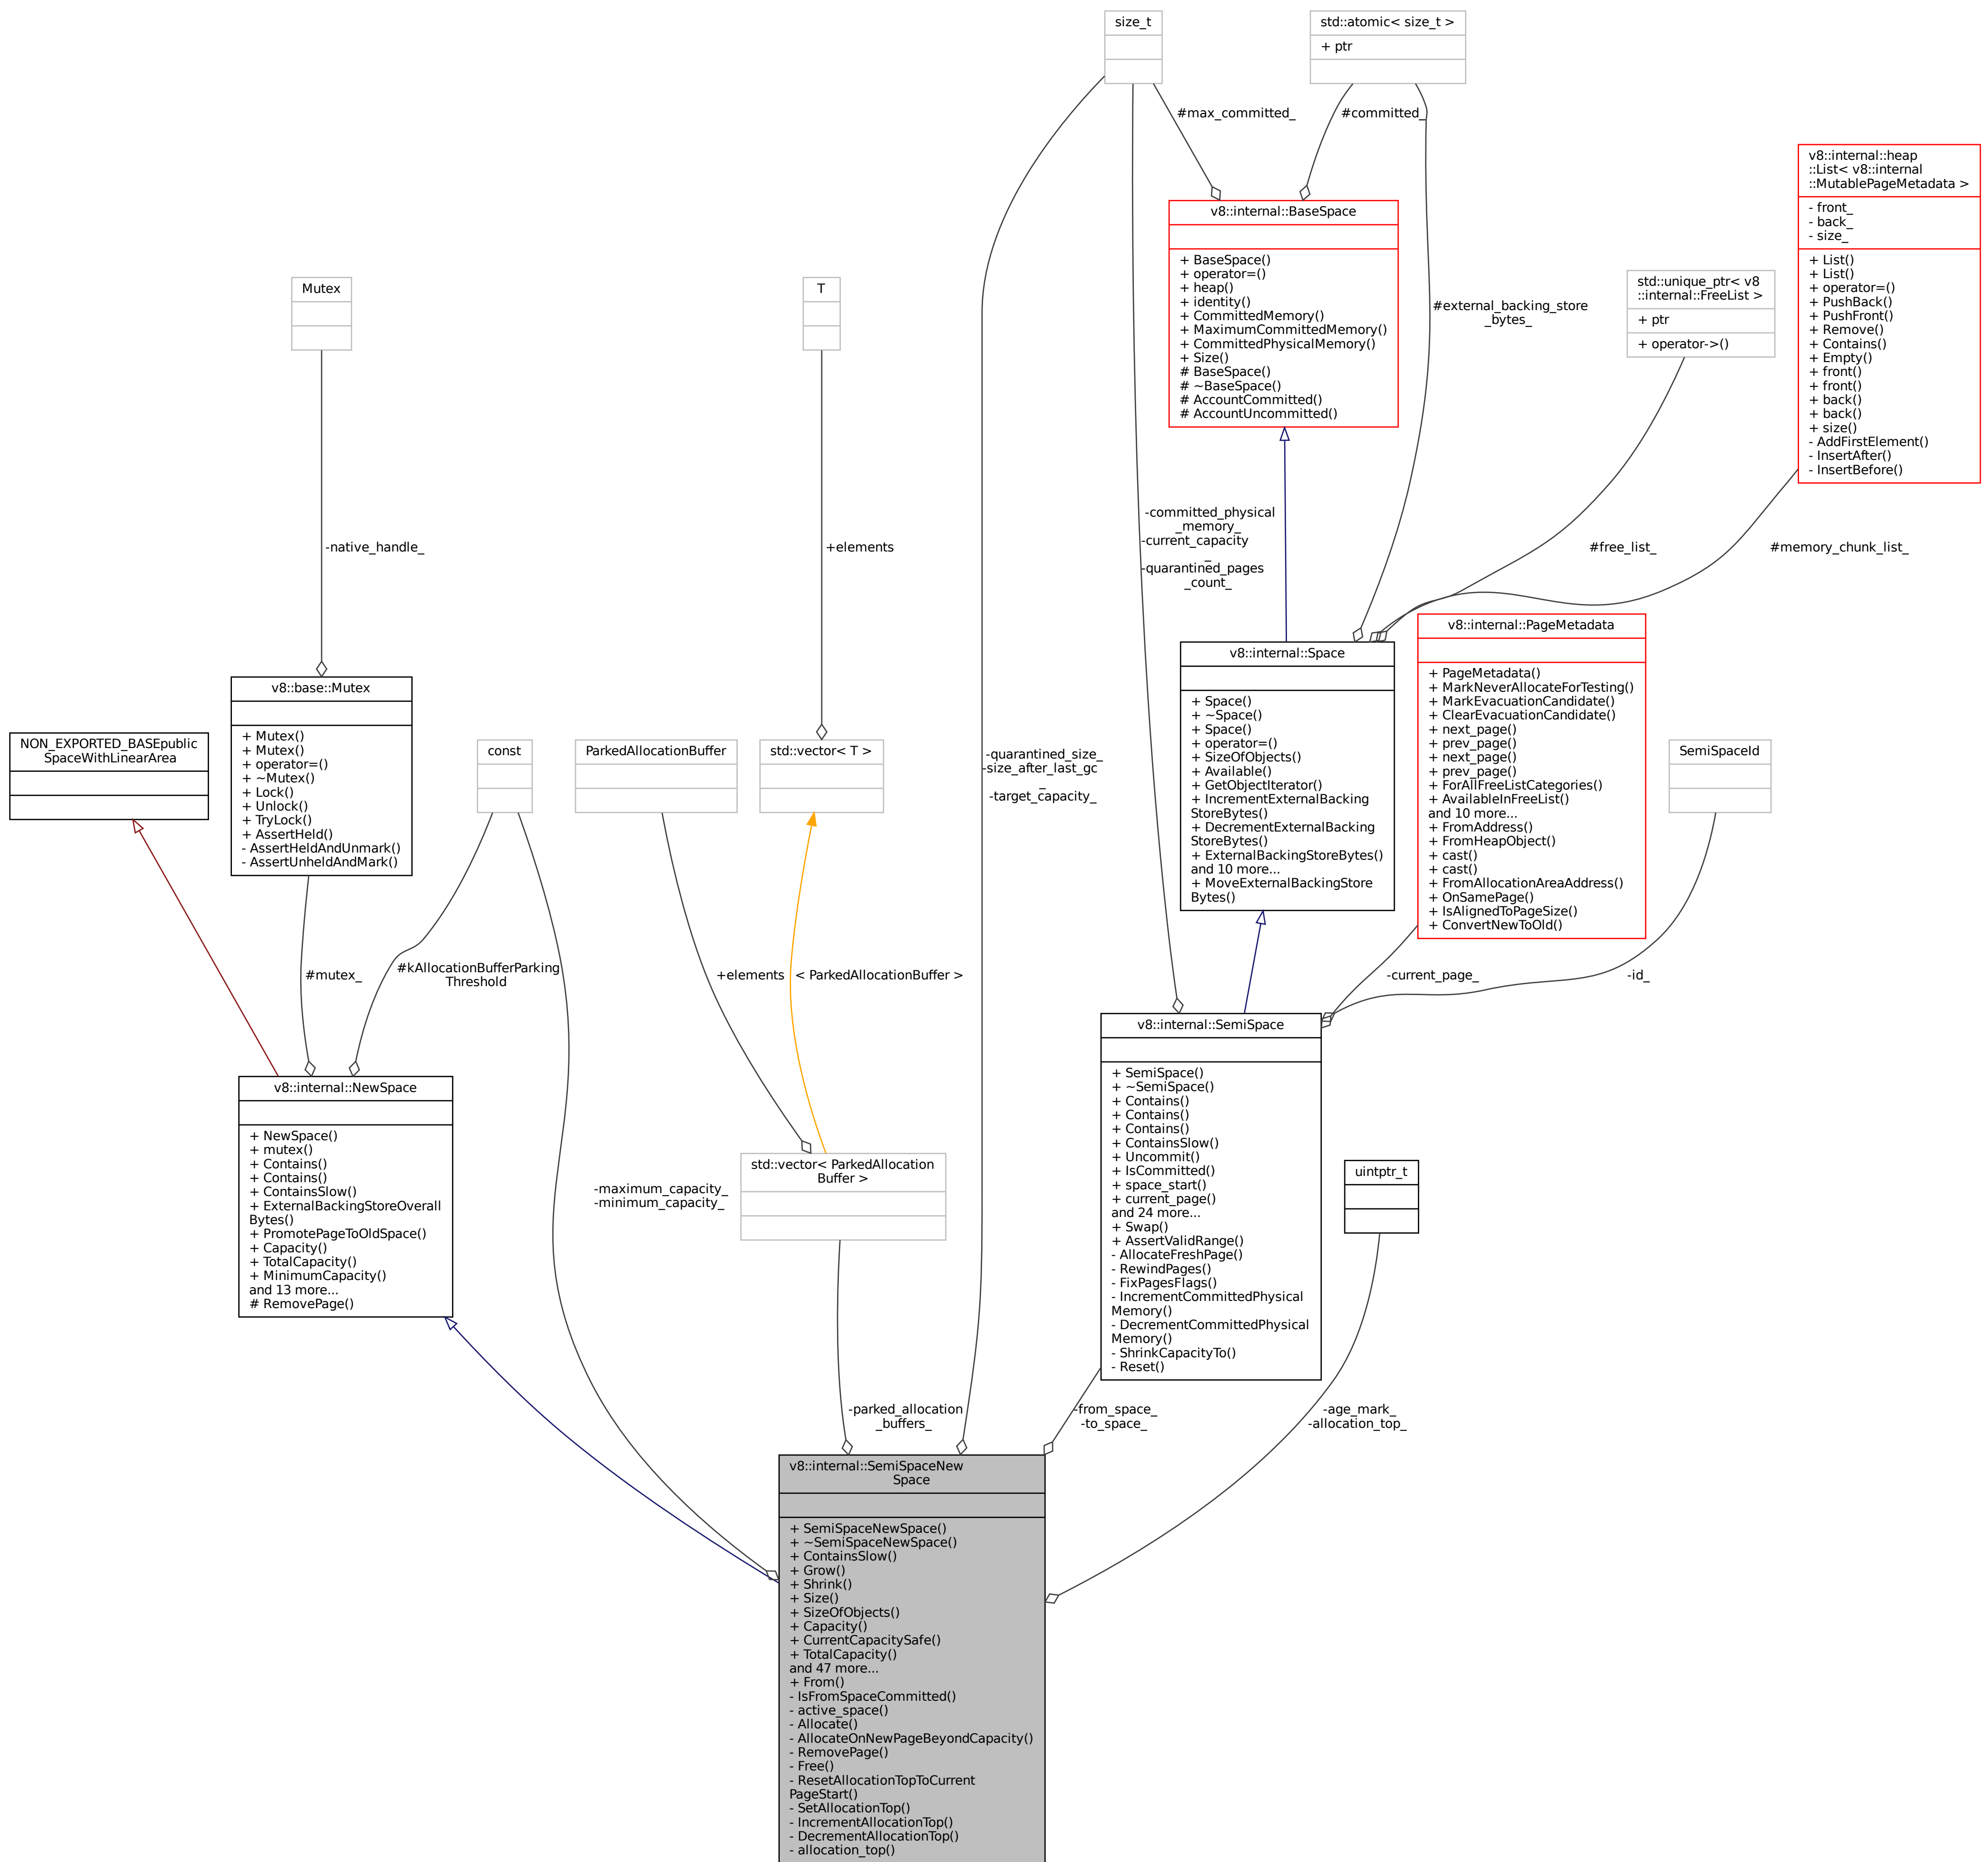 size_t
std::atomic< size_t >
+ ptr
#max_committed_
#committed_
v8::internal::heap
::List< v8::internal
::MutablePageMetadata >
- front_
- back_
- size_
+ List()
+ List()
+ operator=()
+ PushBack()
+ PushFront()
+ Remove()
+ Contains()
+ Empty()
+ front()
+ front()
+ back()
+ back()
+ size()
- AddFirstElement()
- InsertAfter()
- InsertBefore()
v8::internal::BaseSpace
+ BaseSpace()
+ operator=()
+ heap()
+ identity()
+ CommittedMemory()
+ MaximumCommittedMemory()
+ CommittedPhysicalMemory()
+ Size()
# BaseSpace()
# ~BaseSpace()
# AccountCommitted()
# AccountUncommitted()
#external_backing_store
_bytes_
std::unique_ptr< v8
::internal::FreeList >
+ ptr
+ operator->()
Mutex
T
-native_handle_
+elements
-committed_physical
_memory_
-current_capacity
_
-quarantined_pages
_count_
#free_list_
#memory_chunk_list_
v8::base::Mutex
+ Mutex()
+ Mutex()
+ operator=()
+ ~Mutex()
+ Lock()
+ Unlock()
+ TryLock()
+ AssertHeld()
- AssertHeldAndUnmark()
- AssertUnheldAndMark()
NON_EXPORTED_BASEpublic
SpaceWithLinearArea
const
ParkedAllocationBuffer
std::vector< T >
-quarantined_size_
-size_after_last_gc
_
-target_capacity_
v8::internal::Space
+ Space()
+ ~Space()
+ Space()
+ operator=()
+ SizeOfObjects()
+ Available()
+ GetObjectIterator()
+ IncrementExternalBacking
StoreBytes()
+ DecrementExternalBacking
StoreBytes()
+ ExternalBackingStoreBytes()
and 10 more...
+ MoveExternalBackingStore
Bytes()
v8::internal::PageMetadata
+ PageMetadata()
+ MarkNeverAllocateForTesting()
+ MarkEvacuationCandidate()
+ ClearEvacuationCandidate()
+ next_page()
+ prev_page()
+ next_page()
+ prev_page()
+ ForAllFreeListCategories()
+ AvailableInFreeList()
and 10 more...
+ FromAddress()
+ FromHeapObject()
+ cast()
+ cast()
+ FromAllocationAreaAddress()
+ OnSamePage()
+ IsAlignedToPageSize()
+ ConvertNewToOld()
SemiSpaceId
#mutex_
#kAllocationBufferParking
Threshold
+elements
< ParkedAllocationBuffer >
-current_page_
-id_
v8::internal::NewSpace
+ NewSpace()
+ mutex()
+ Contains()
+ Contains()
+ ContainsSlow()
+ ExternalBackingStoreOverall
Bytes()
+ PromotePageToOldSpace()
+ Capacity()
+ TotalCapacity()
+ MinimumCapacity()
and 13 more...
# RemovePage()
-maximum_capacity_
-minimum_capacity_
std::vector< ParkedAllocation
Buffer >
v8::internal::SemiSpace
+ SemiSpace()
+ ~SemiSpace()
+ Contains()
+ Contains()
+ Contains()
+ ContainsSlow()
+ Uncommit()
+ IsCommitted()
+ space_start()
+ current_page()
and 24 more...
+ Swap()
+ AssertValidRange()
- AllocateFreshPage()
- RewindPages()
- FixPagesFlags()
- IncrementCommittedPhysical
Memory()
- DecrementCommittedPhysical
Memory()
- ShrinkCapacityTo()
- Reset()
uintptr_t
-parked_allocation
_buffers_
-from_space_
-to_space_
-age_mark_
-allocation_top_
v8::internal::SemiSpaceNew
Space
+ SemiSpaceNewSpace()
+ ~SemiSpaceNewSpace()
+ ContainsSlow()
+ Grow()
+ Shrink()
+ Size()
+ SizeOfObjects()
+ Capacity()
+ CurrentCapacitySafe()
+ TotalCapacity()
and 47 more...
+ From()
- IsFromSpaceCommitted()
- active_space()
- Allocate()
- AllocateOnNewPageBeyondCapacity()
- RemovePage()
- Free()
- ResetAllocationTopToCurrent
PageStart()
- SetAllocationTop()
- IncrementAllocationTop()
- DecrementAllocationTop()
- allocation_top()